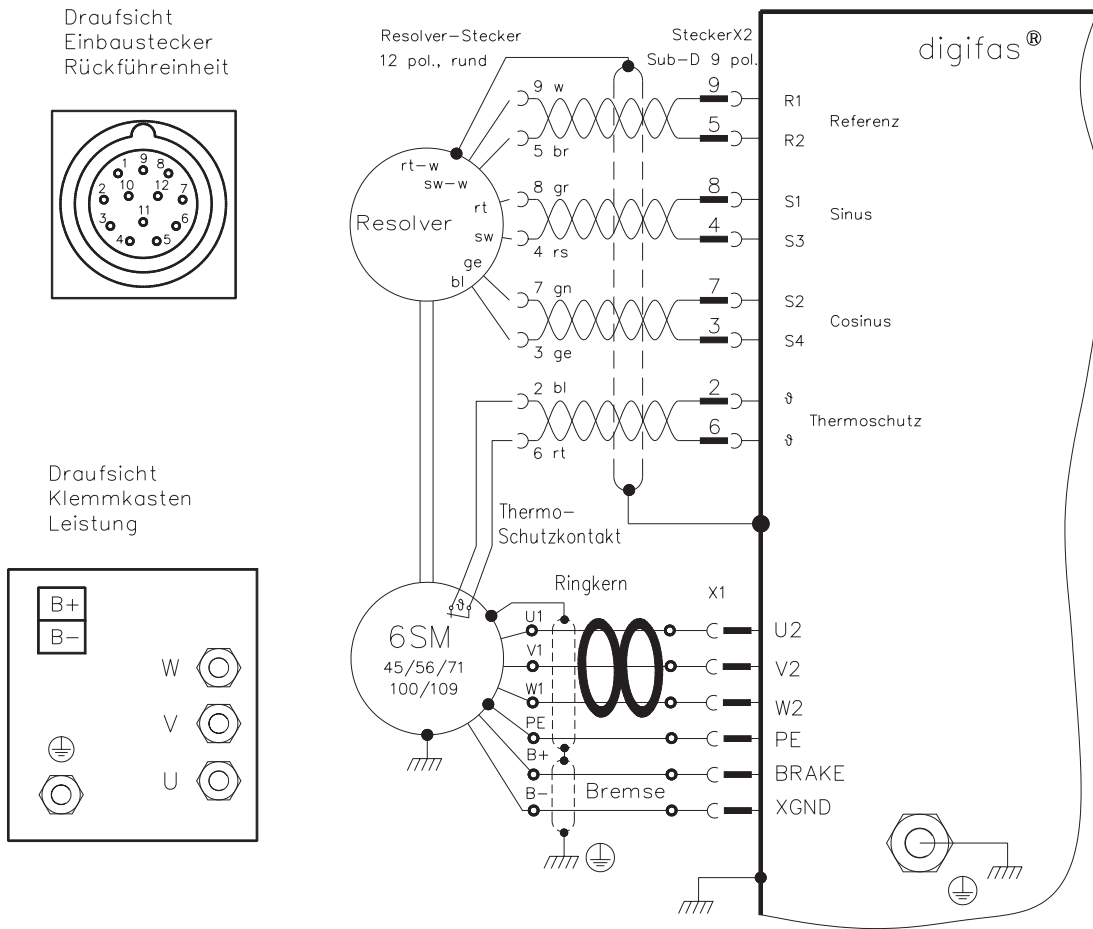 Draufsicht
Einbaustecker
Rückführeinheit
1 9 8
2 10 12 7
3 11 6
4 5
Draufsicht
Klemmkasten
Leistung
B+
B-
W
V
U
Resolver-Stecker
12 pol., rund
SteckerX2
Sub-D 9 pol.
digifas®
9 w 9 R1
Referenz
5 br 5 R2
rt-w
sw-w
8 gr 8 S1
rt
Resolver
Sinus
sw
4 rs 4 S3
ge
bl
7 gn 7 S2
Cosinus
3 ge 3 S4
2 bl 2 ϑ
Thermoschutz
6 rt 6 ϑ
Thermo-
Schutzkontakt
Ringkern
X1
ϑ
6SM
45/56/71
100/109
U1 U2
V1 V2
W1 W2
PE PE
B+ BRAKE
Bremse
B- XGND